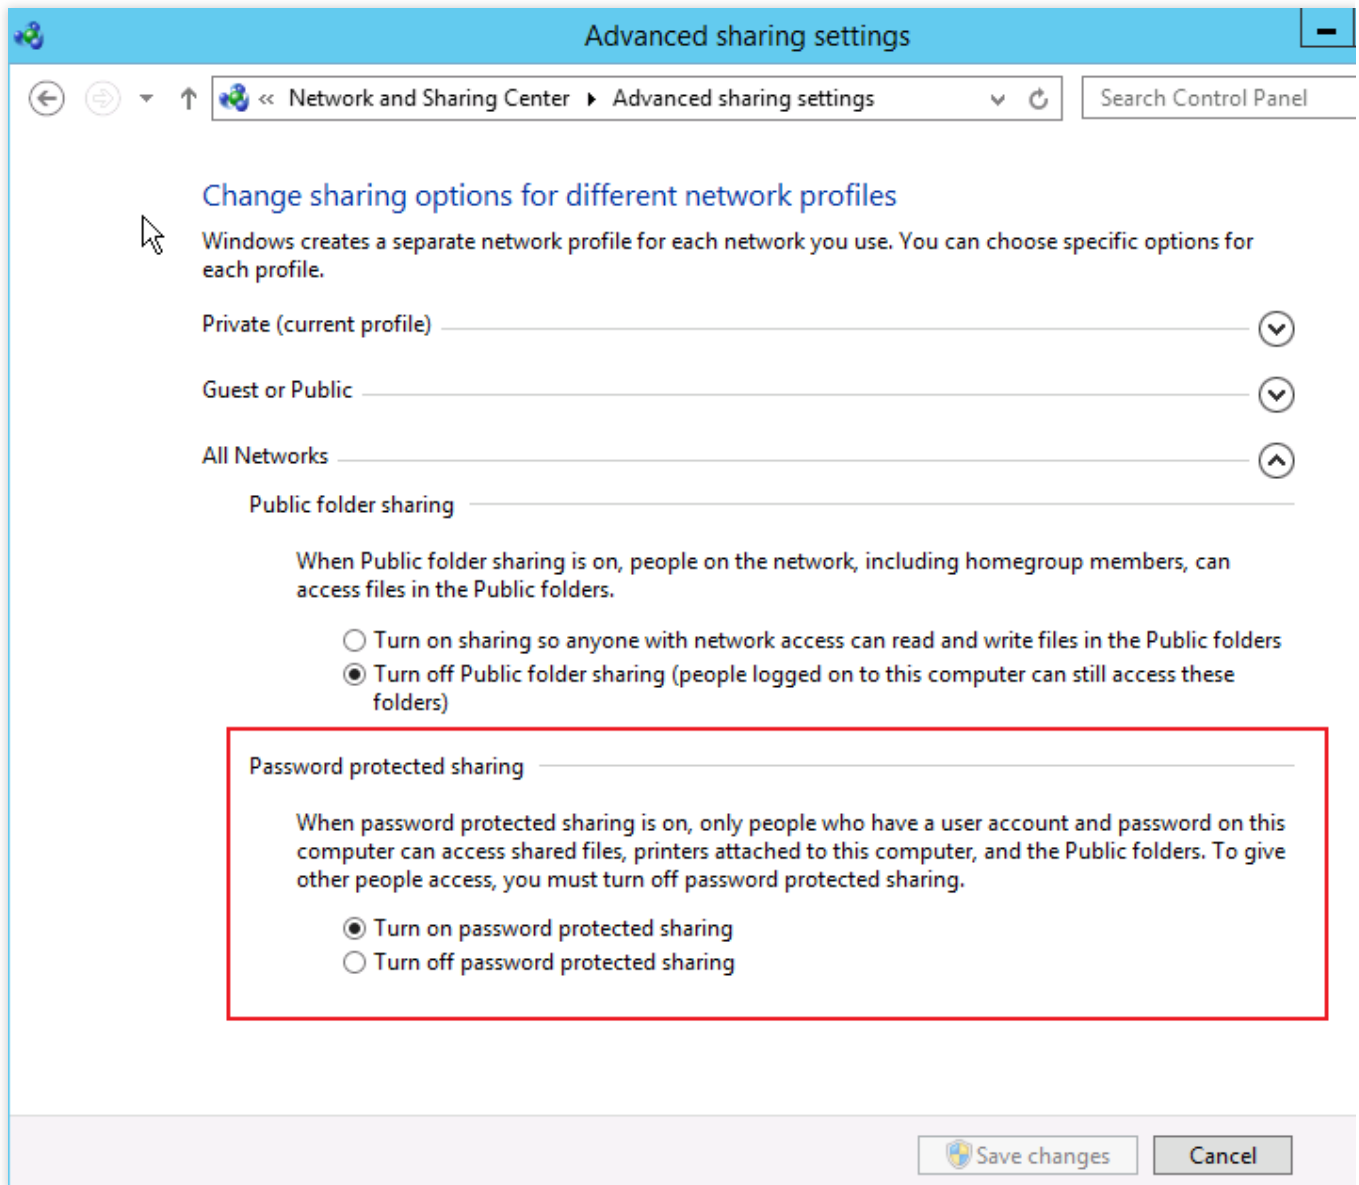 Advanced sharing settings
« Network and Sharing Center Advanced sharing settings
Search Control Panel
Change sharing options for different network profiles
Windows creates a separate network profile for each network you use. You can choose specific options for
each profile.
Private (current profile)
Guest or Public
All Networks
Public folder sharing
When Public folder sharing is on, people on the network, including homegroup members, can
access files in the Public folders.
Turn on sharing so anyone with network access can read and write files in the Public folders
Turn off Public folder sharing (people logged on to this computer can still access these
folders)
Password protected sharing
When password protected sharing is on, only people who have a user account and password on this
computer can access shared files, printers attached to this computer, and the Public folders. To give
other people access, you must turn off password protected sharing.
Turn on password protected sharing
Turn off password protected sharing
Save changes
Cancel